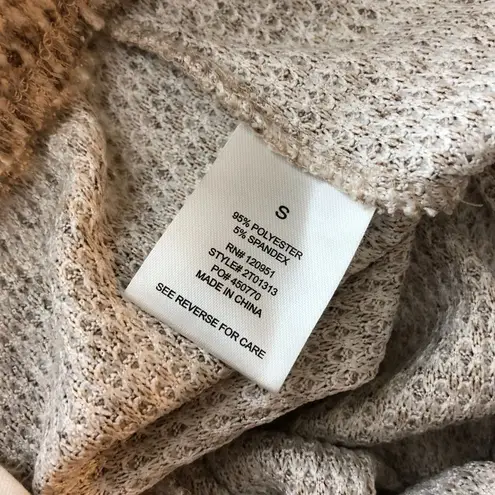 S
95% POLYESTER
5% SPANDEX
RN# 120951
STYLE# 2T01313
PO# 450770
MADE IN CHINA
SEE REVERSE FOR CARE